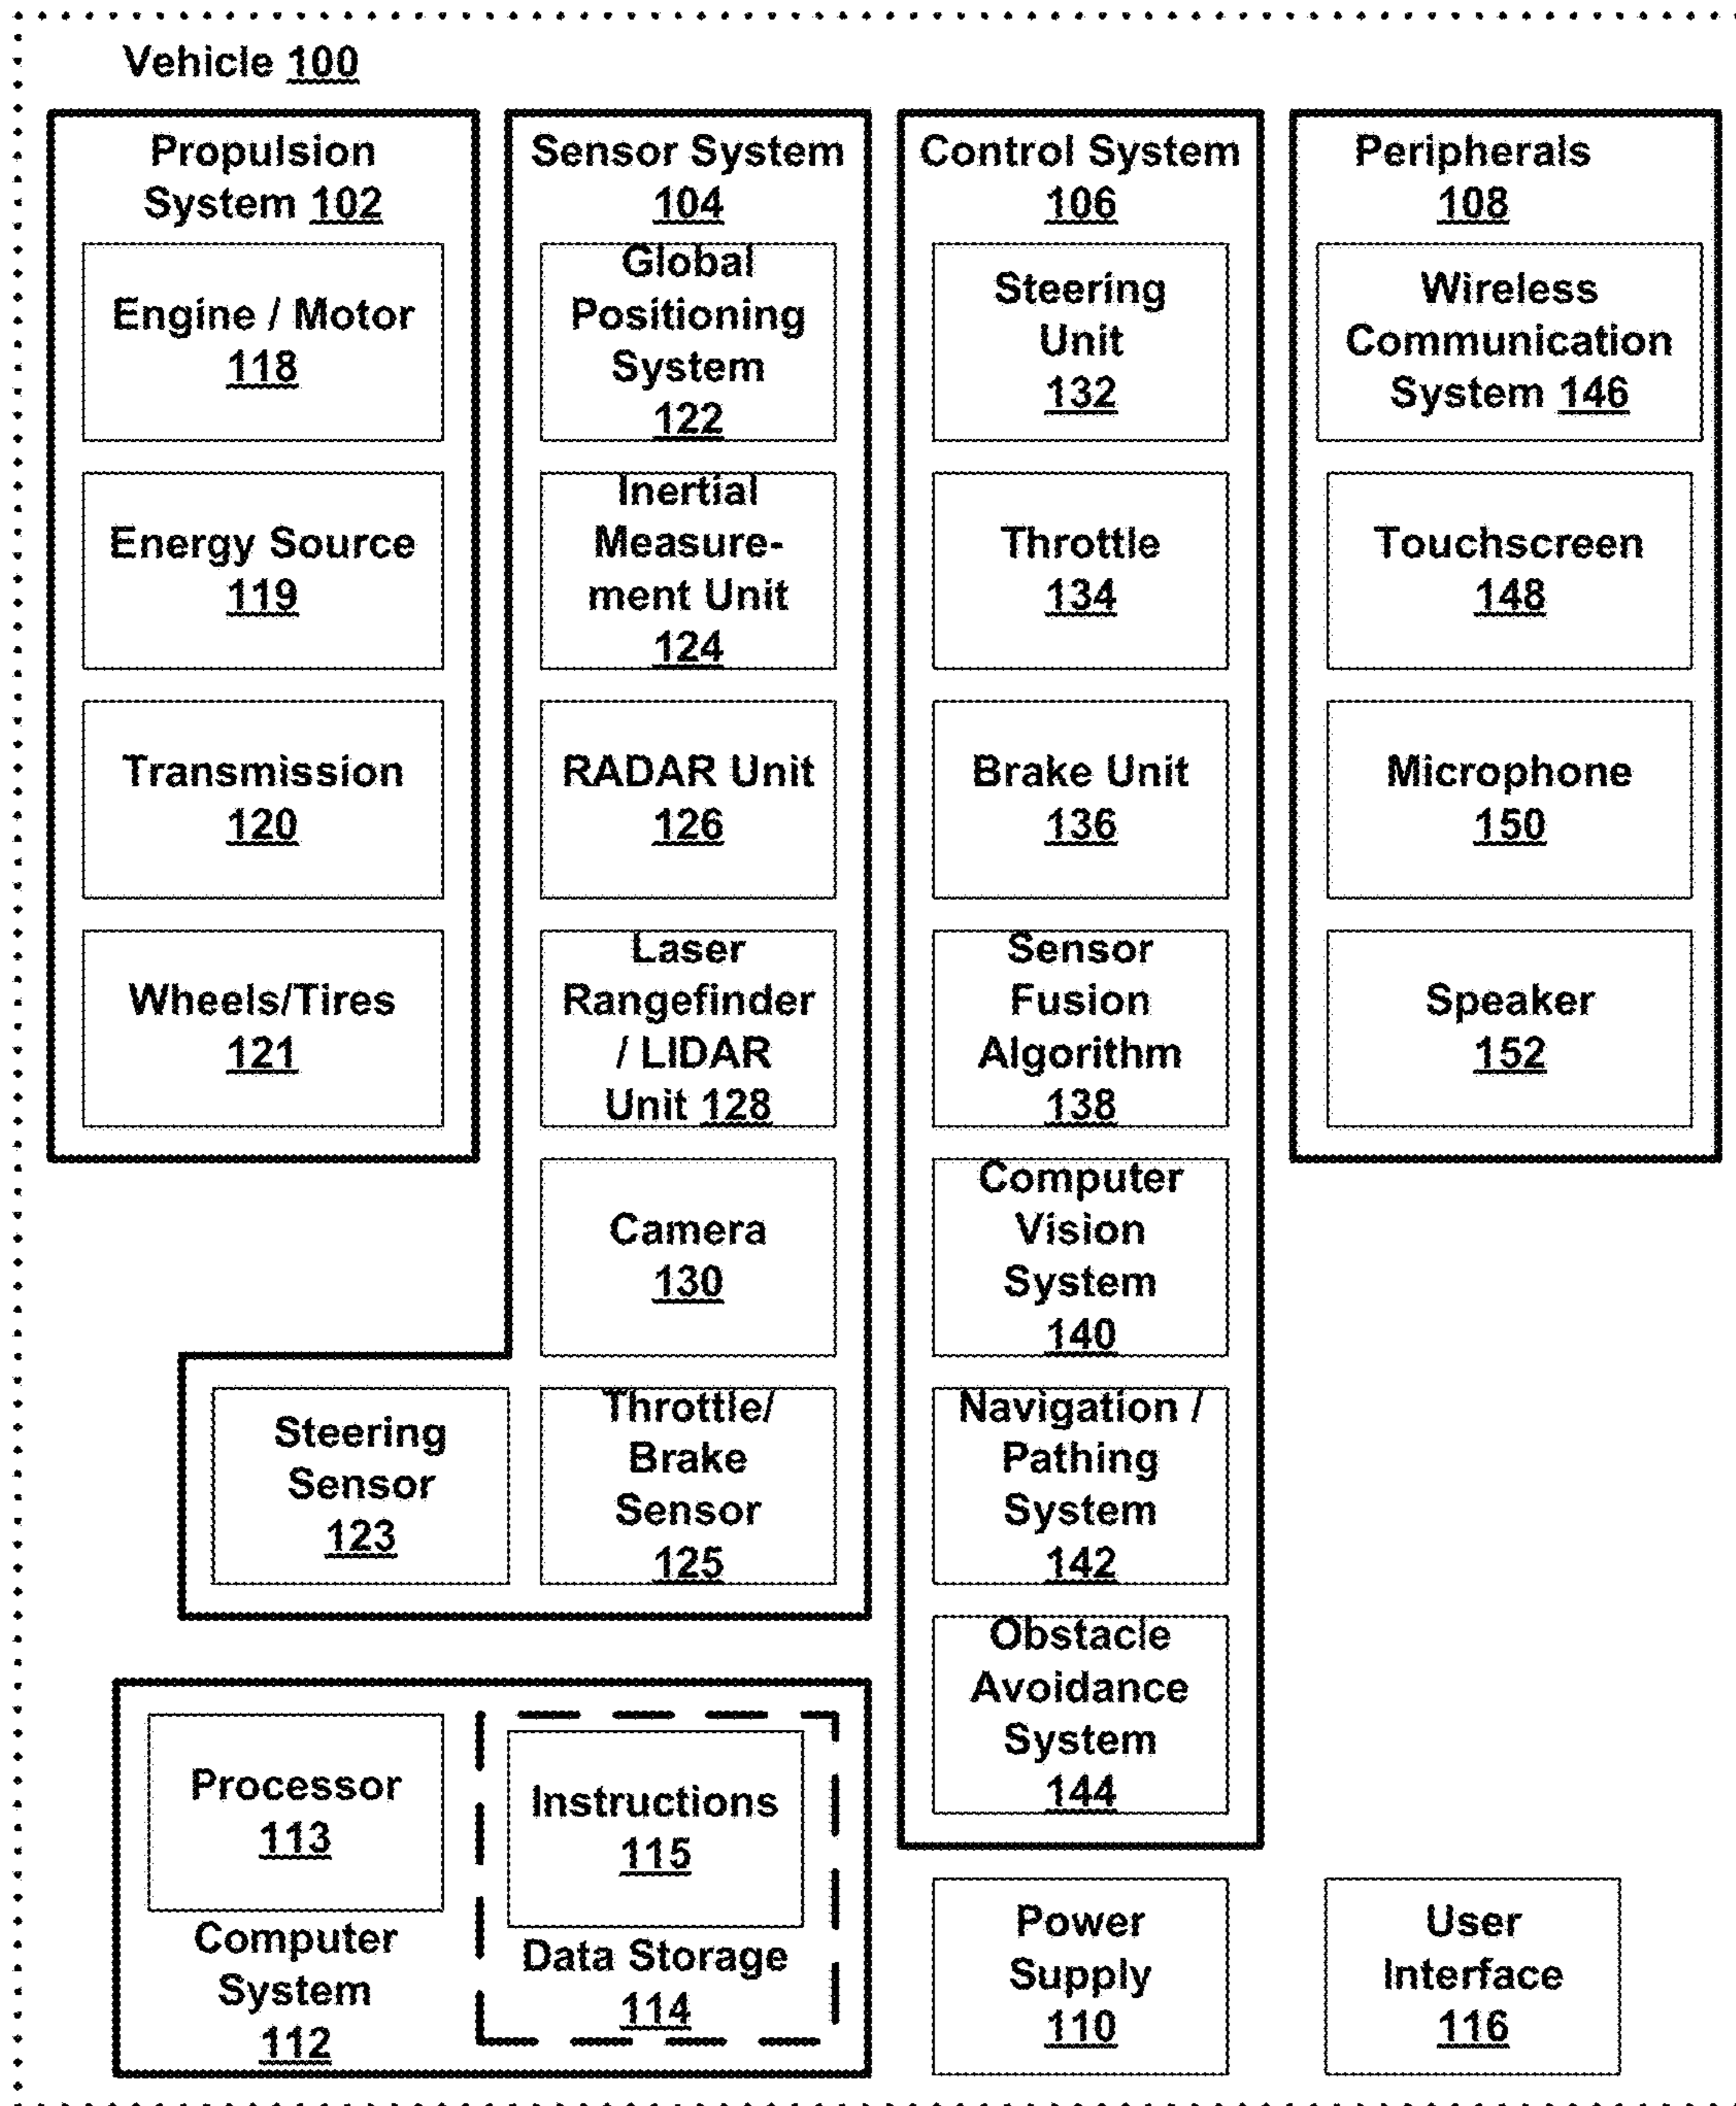 Vehicle 100
Propulsion
System 102
Engine / Motor
118
Energy Source
119
Transmission
120
Wheels/Tires
121
Sensor System
104
Global
Positioning
System
122
Inertial
Measure-
ment Unit
124
RADAR Unit
126
Laser
Rangefinder
/ LIDAR
Unit 128
Camera
130
Steering
Sensor
123
Throttle/
Brake
Sensor
125
Control System
106
Steering
Unit
132
Throttle
134
Brake Unit
136
Sensor
Fusion
Algorithm
138
Computer
Vision
System
140
Navigation /
Pathing
System
142
Obstacle
Avoidance
System
144
Peripherals
108
Wireless
Communication
System 146
Touchscreen
148
Microphone
150
Speaker
152
Processor
113
Computer
System
112
Instructions
115
Data Storage
114
Power
Supply
110
User
Interface
116